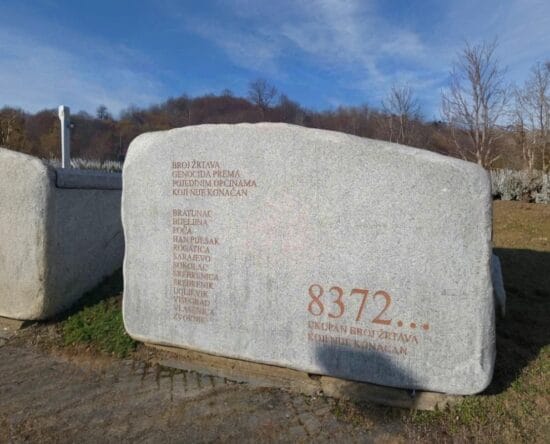 BROJ ŽRTAVA
GENOCIDA PREMA
POJEDINIM OPĆINAMA
KOJI NIJE KONAČAN
BRATUNAC
BIJELJINA
FOČA
HAN PIJESAK
ROGATICA
SARAJEVO
SOKOLAC
SREBRENICA
SREBRENIK
UGLJEVIK
VIŠEGRAD
VLASENICA
ZVORNIK
8372...
UKUPAN BROJ ŽRTAVA
KOJI NIJE KONAČAN